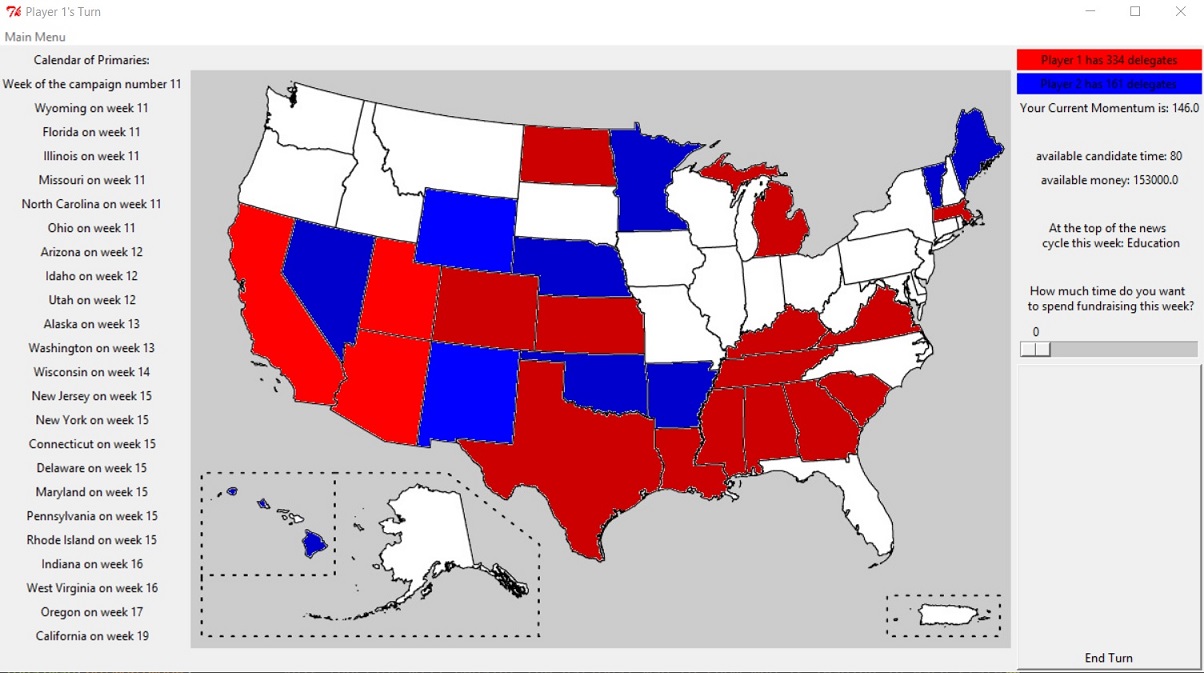 Player 1's Turn
Main Menu
Calendar of Primaries:
Week of the campaign number 11
Wyoming on week 11
Florida on week 11
Illinois on week 11
Missouri on week 11
North Carolina on week 11
Ohio on week 11
Arizona on week 12
Idaho on week 12
Utah on week 12
Alaska on week 13
Washington on week 13
Wisconsin on week 14
New Jersey on week 15
New York on week 15
Connecticut on week 15
Delaware on week 15
Maryland on week 15
Pennsylvania on week 15
Rhode Island on week 15
Indiana on week 16
West Virginia on week 16
Oregon on week 17
California on week 19
Player 1 has 334 delegates
Player 2 has 161 delegates
Your Current Momentum is: 146.0
available candidate time: 80
available money: 153000.0
At the top of the news
cycle this week: Education
How much time do you want
to spend fundraising this week?
0
End Turn